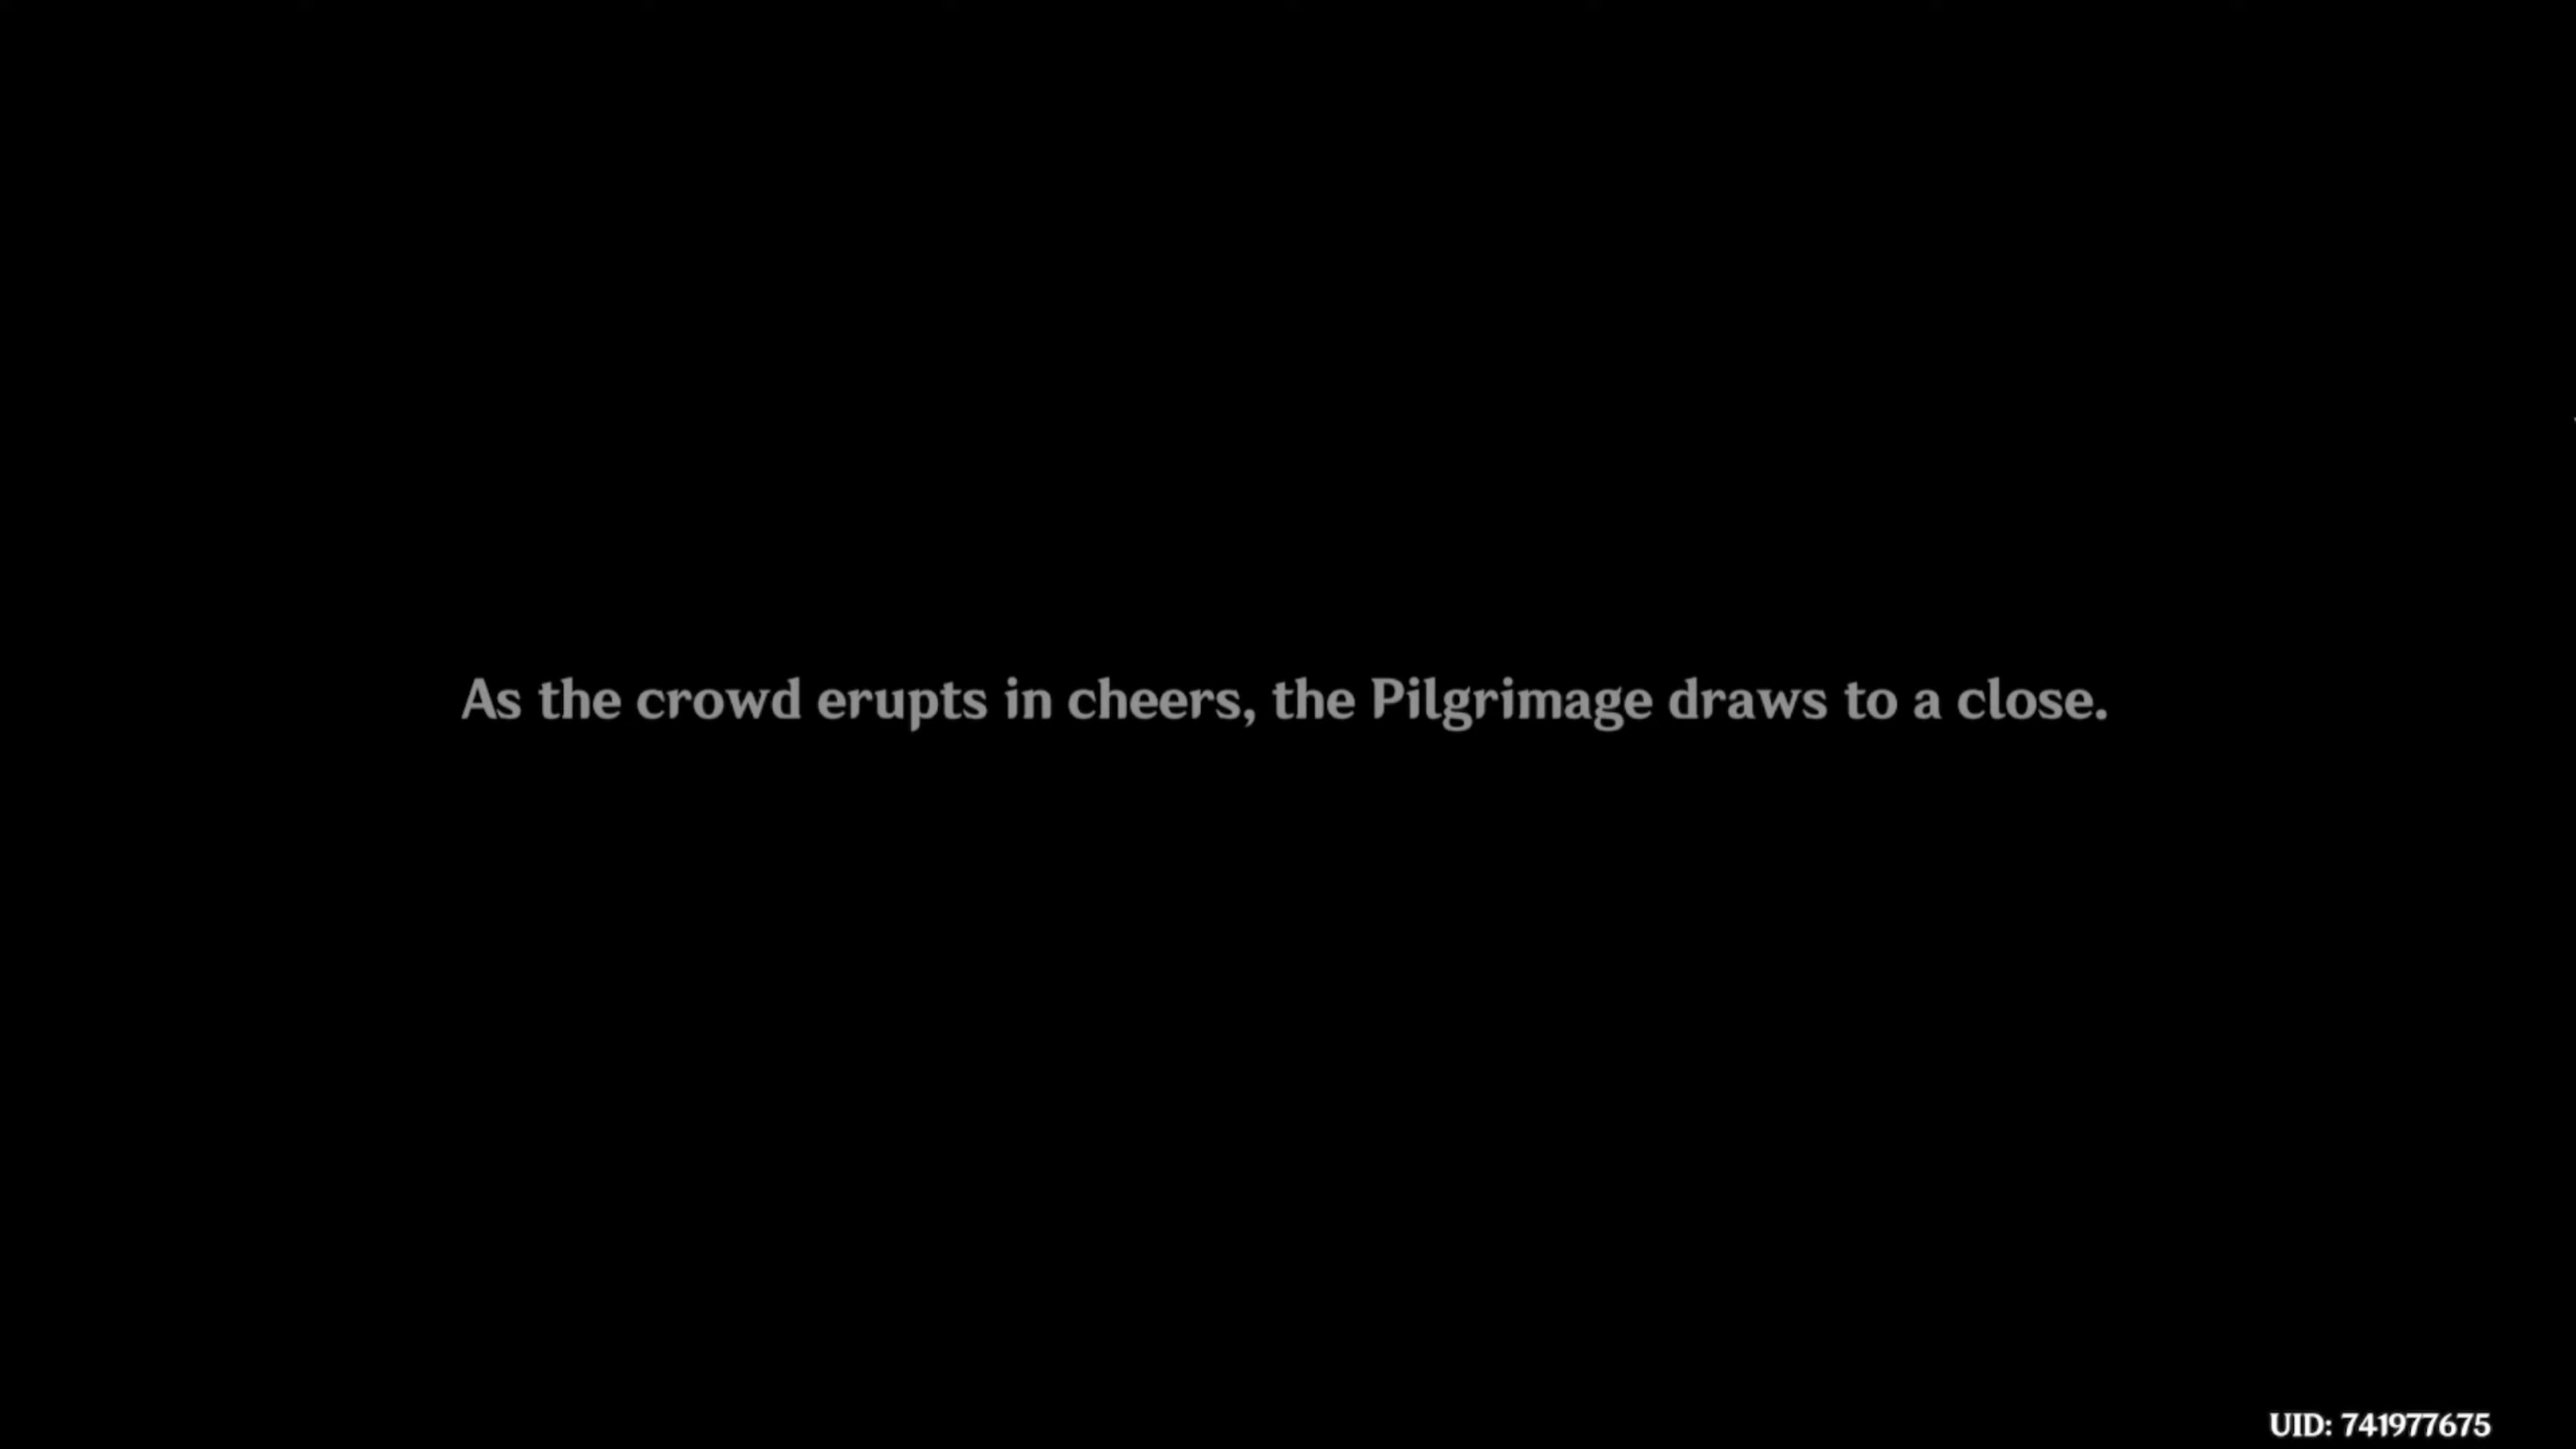 As the crowd erupts in cheers, the Pilgrimage draws to a close.
UID: 741977675